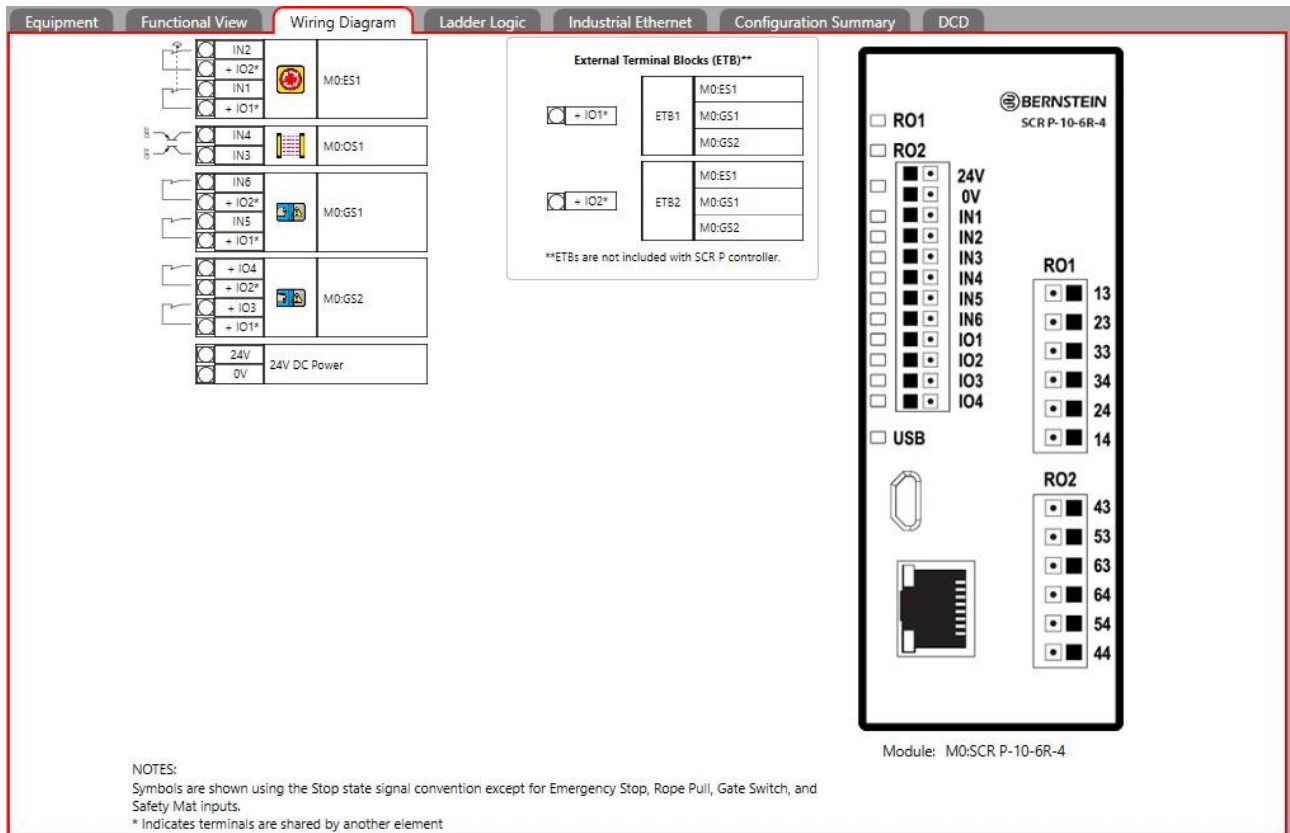 Equipment Functional View Wiring Diagram Ladder Logic Industrial Ethernet Configuration Summary DCD
IN2
+ IO2*
IN1
+ IO1*
M0:ES1
IN4
IN3
M0:OS1
IN6
+ IO2*
IN5
+ IO1*
M0:GS1
+ IO4
+ IO2*
+ IO3
+ IO1*
M0:GS2
24V
0V
24V DC Power
External Terminal Blocks (ETB)**
+ IO1*
ETB1
M0:ES1
M0:GS1
M0:GS2
+ IO2*
ETB2
M0:ES1
M0:GS1
M0:GS2
**ETBs are not included with SCR P controller.
BERNSTEIN
SCR P-10-6R-4
RO1
RO2
24V
0V
IN1
IN2
IN3
IN4
IN5
IN6
IO1
IO2
IO3
IO4
USB
RO1
13
23
33
34
24
14
RO2
43
53
63
64
54
44
Module: M0:SCR P-10-6R-4
NOTES:
Symbols are shown using the Stop state signal convention except for Emergency Stop, Rope Pull, Gate Switch, and
Safety Mat inputs.
* Indicates terminals are shared by another element